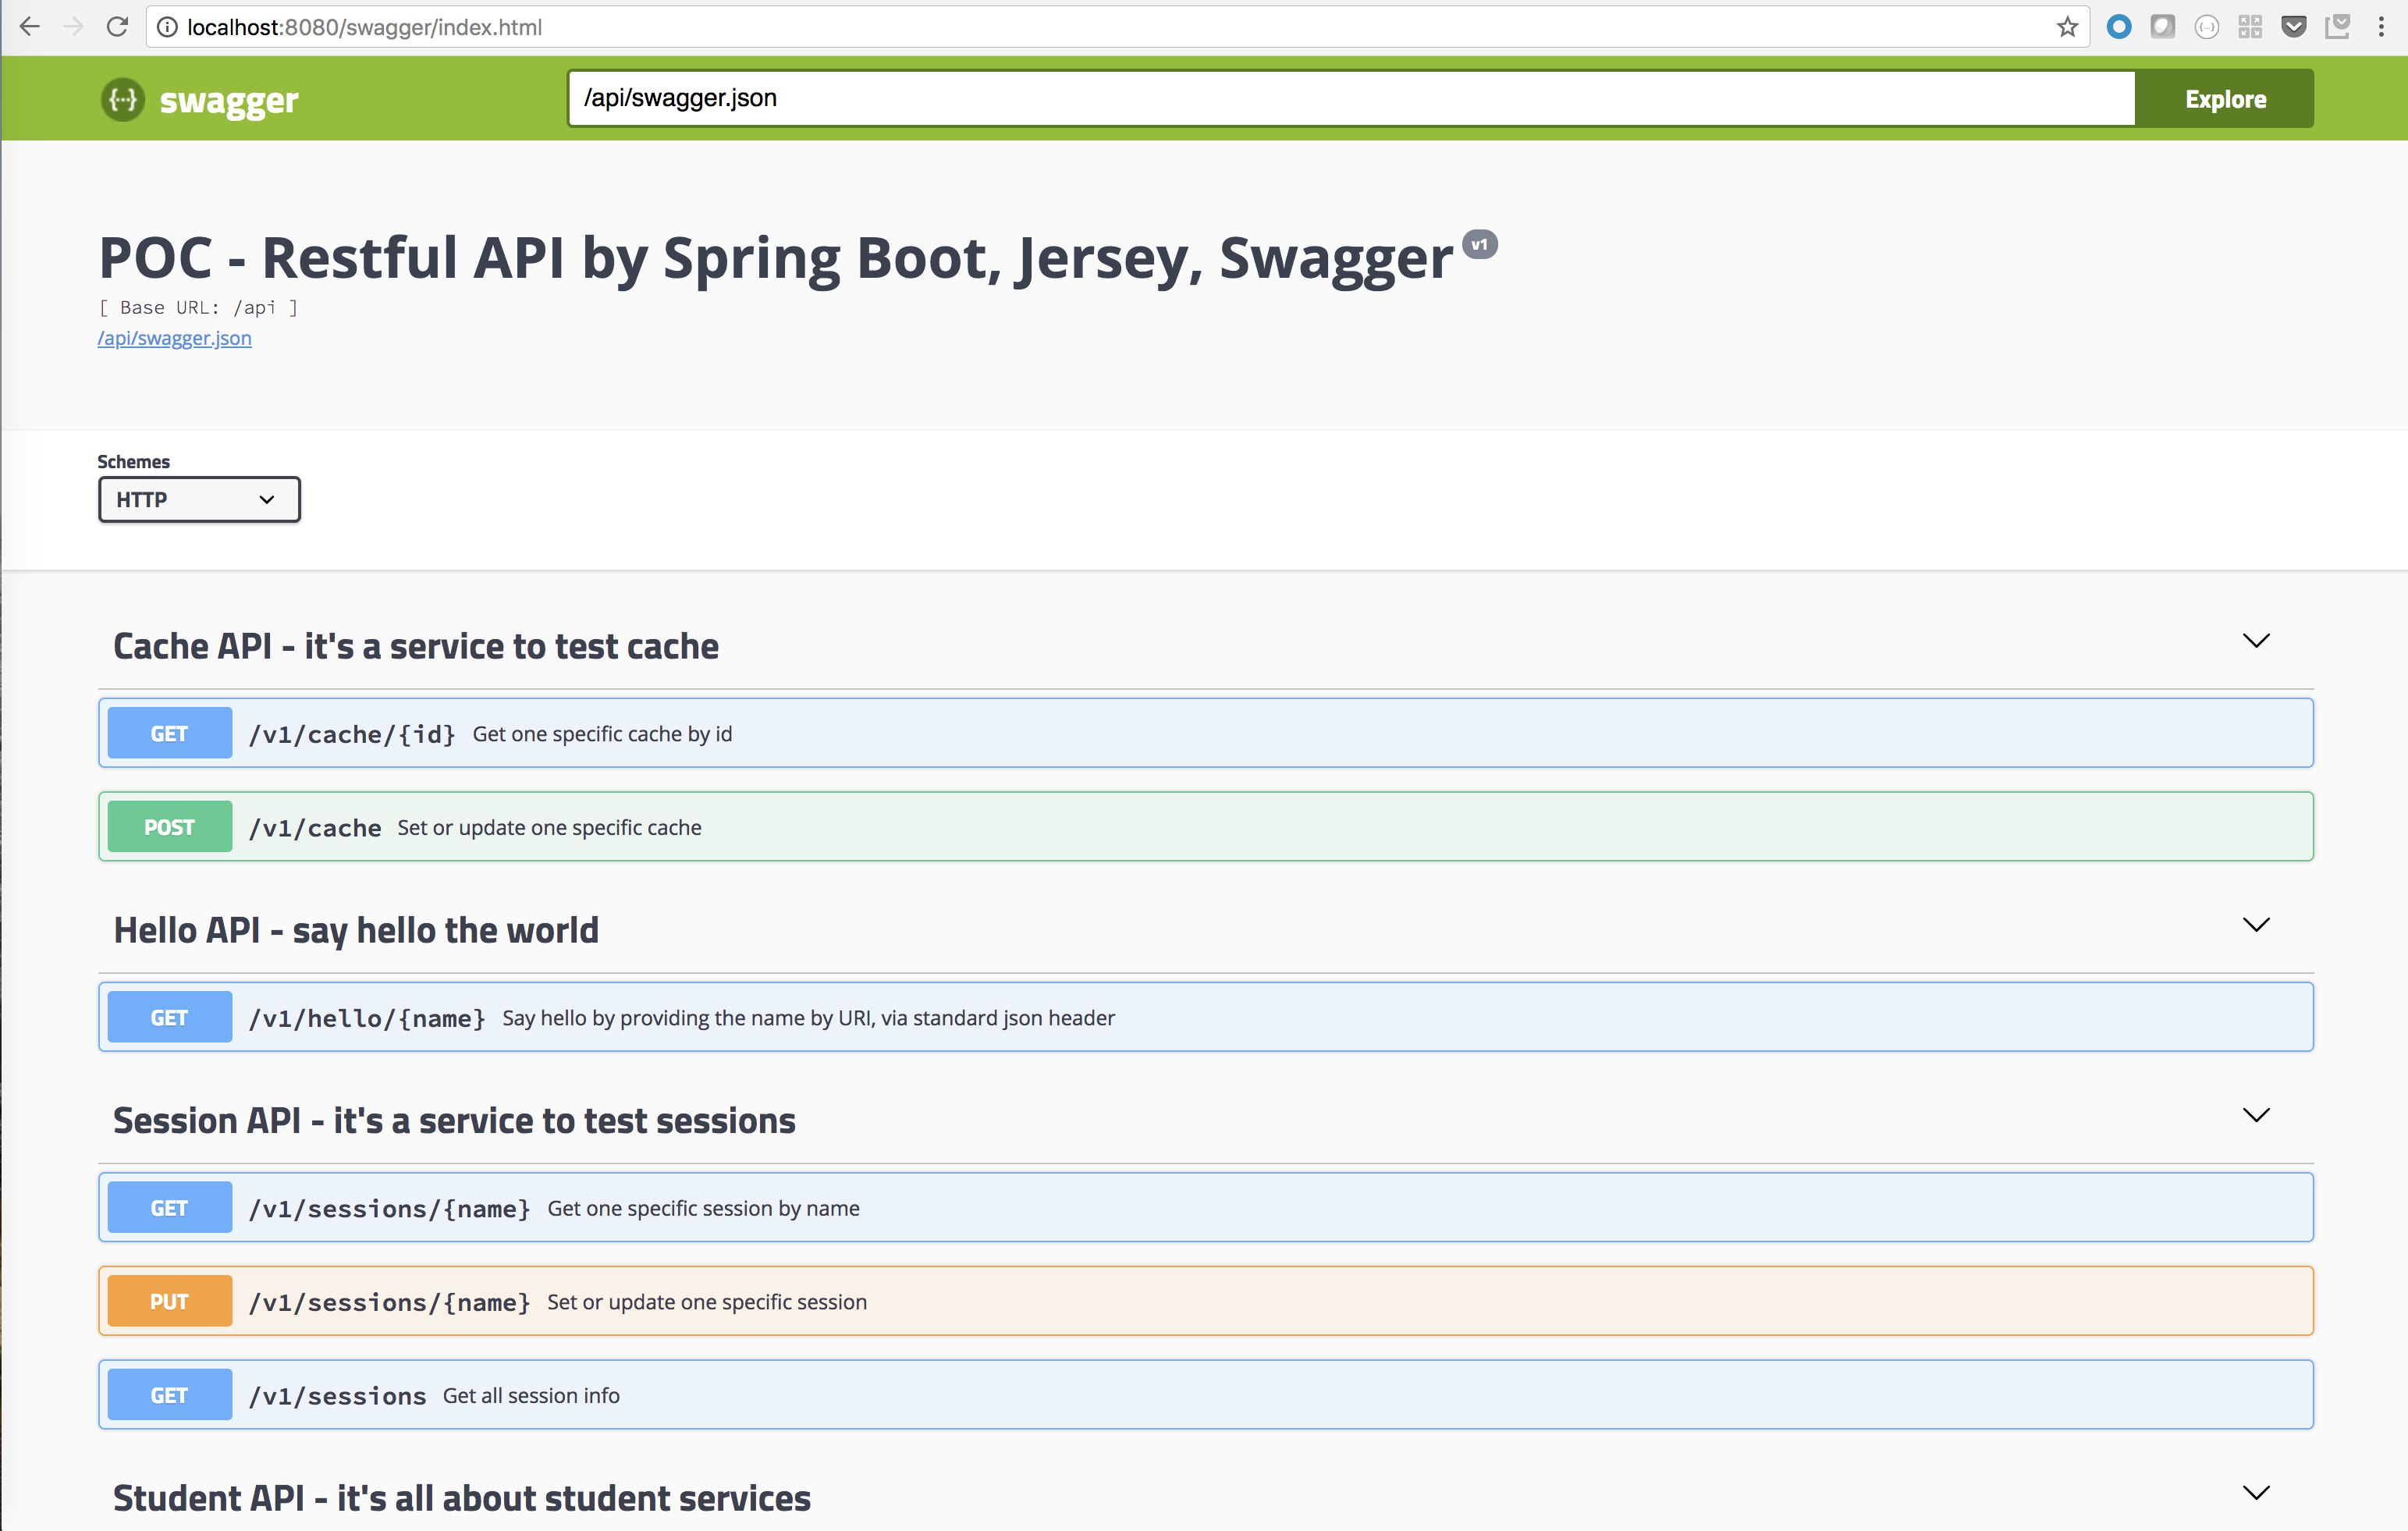 localhost:8080/swagger/index.html
{···} swagger
/api/swagger.json
Explore
POC - Restful API by Spring Boot, Jersey, Swagger v1
[ Base URL: /api ]
/api/swagger.json
Schemes
HTTP
Cache API - it's a service to test cache
GET /v1/cache/{id} Get one specific cache by id
POST /v1/cache Set or update one specific cache
Hello API - say hello the world
GET /v1/hello/{name} Say hello by providing the name by URI, via standard json header
Session API - it's a service to test sessions
GET /v1/sessions/{name} Get one specific session by name
PUT /v1/sessions/{name} Set or update one specific session
GET /v1/sessions Get all session info
Student API - it's all about student services